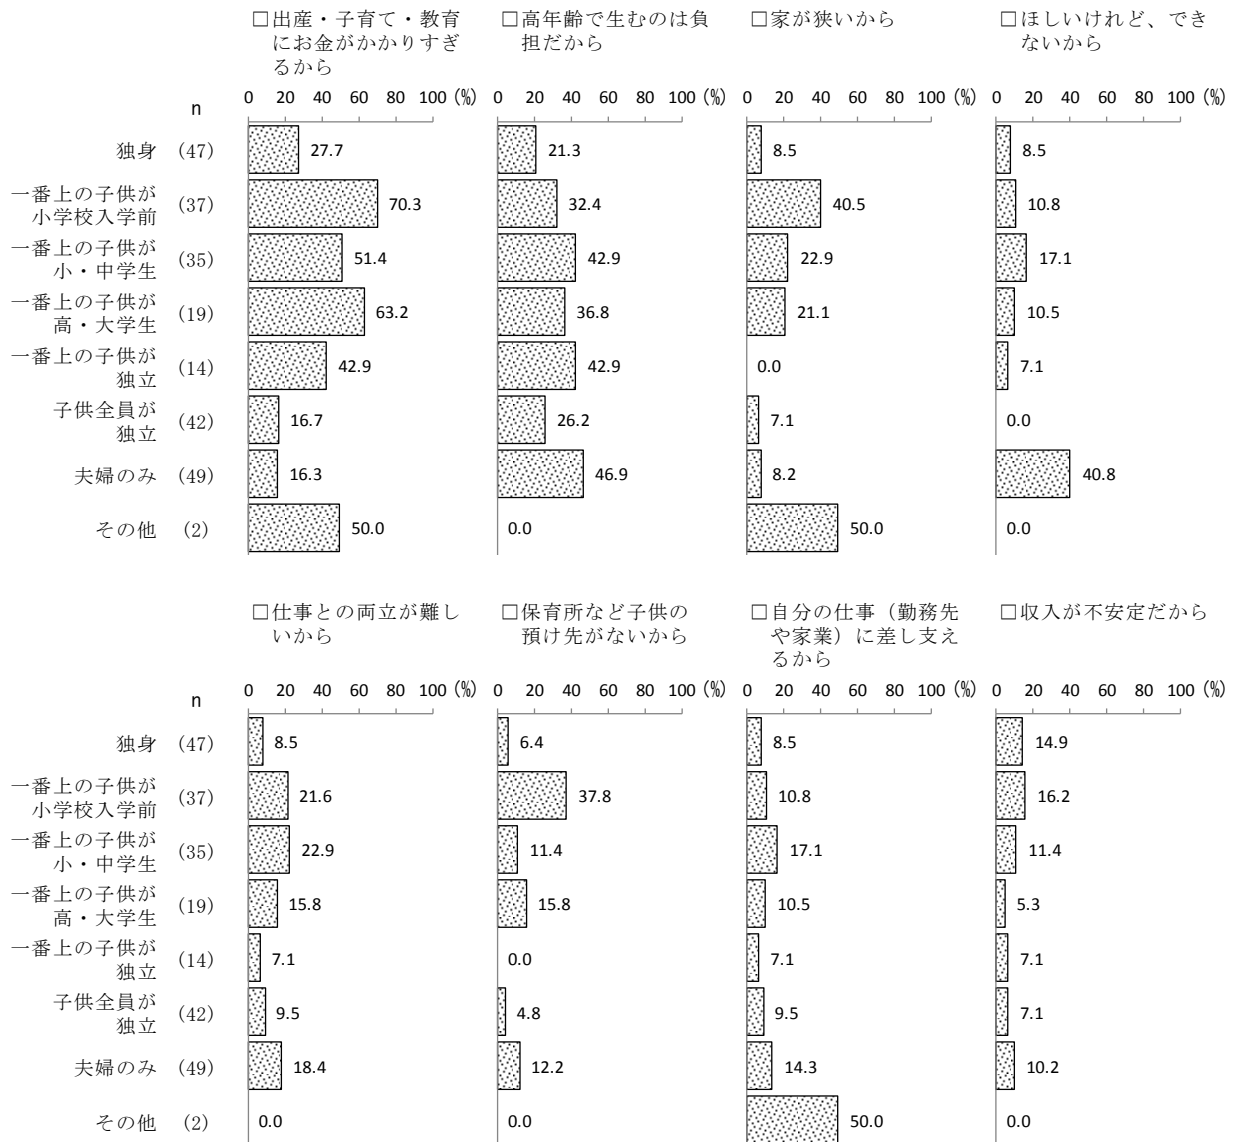 □出産・子育て・教育
にお金がかかりすぎ
るから
□高年齢で生むのは負
担だから
□家が狭いから
□ほしいけれど、でき
ないから
n
0 20 40 60 80 100 (%)
0 20 40 60 80 100 (%)
0 20 40 60 80 100 (%)
0 20 40 60 80 100 (%)
独身 (47) 27.7 21.3 8.5 8.5
一番上の子供が
小学校入学前 (37) 70.3 32.4 40.5 10.8
一番上の子供が
小・中学生 (35) 51.4 42.9 22.9 17.1
一番上の子供が
高・大学生 (19) 63.2 36.8 21.1 10.5
一番上の子供が
独立 (14) 42.9 42.9 0.0 7.1
子供全員が
独立 (42) 16.7 26.2 7.1 0.0
夫婦のみ (49) 16.3 46.9 8.2 40.8
その他 (2) 50.0 0.0 50.0 0.0
□仕事との両立が難し
いから
□保育所など子供の
預け先がないから
□自分の仕事（勤務先
や家業）に差し支え
るから
□収入が不安定だから
n
0 20 40 60 80 100 (%)
0 20 40 60 80 100 (%)
0 20 40 60 80 100 (%)
0 20 40 60 80 100 (%)
独身 (47) 8.5 6.4 8.5 14.9
一番上の子供が
小学校入学前 (37) 21.6 37.8 10.8 16.2
一番上の子供が
小・中学生 (35) 22.9 11.4 17.1 11.4
一番上の子供が
高・大学生 (19) 15.8 15.8 10.5 5.3
一番上の子供が
独立 (14) 7.1 0.0 7.1 7.1
子供全員が
独立 (42) 9.5 4.8 9.5 7.1
夫婦のみ (49) 18.4 12.2 14.3 10.2
その他 (2) 0.0 0.0 50.0 0.0